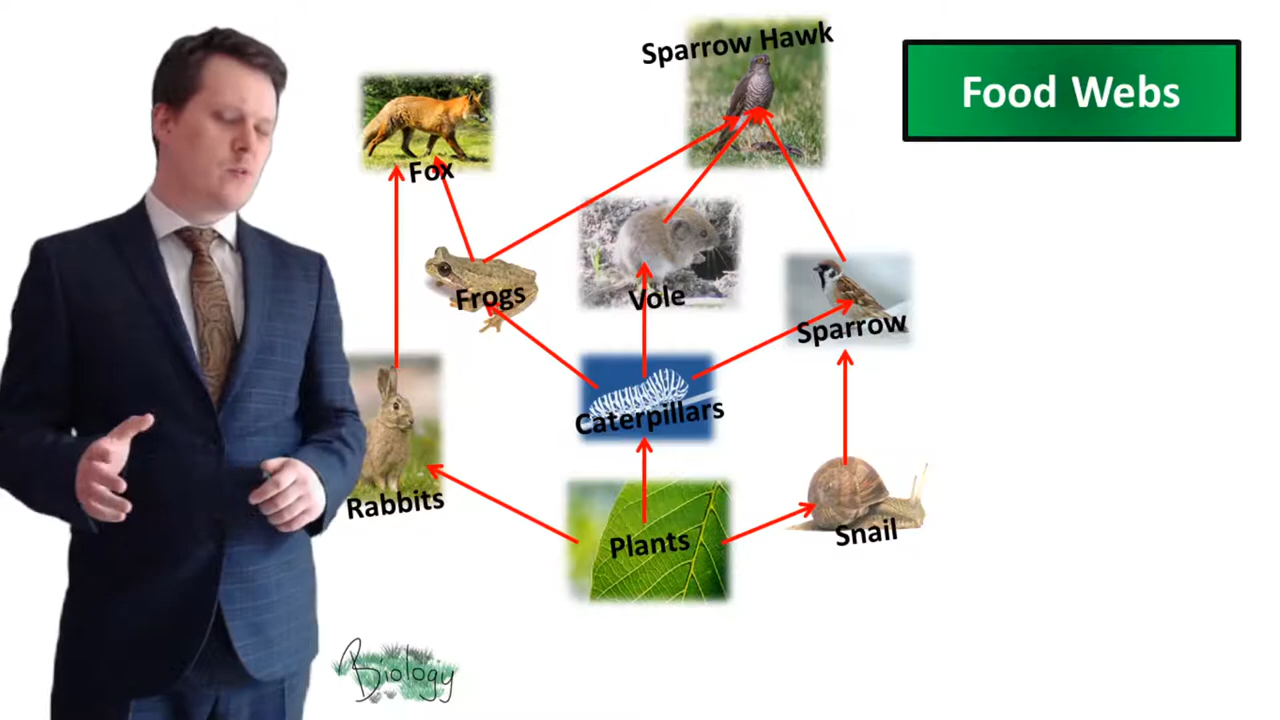 Sparrow Hawk
Food Webs
Fox
Frogs
Vole
Sparrow
Caterpillars
Rabbits
Plants
Snail
Biology